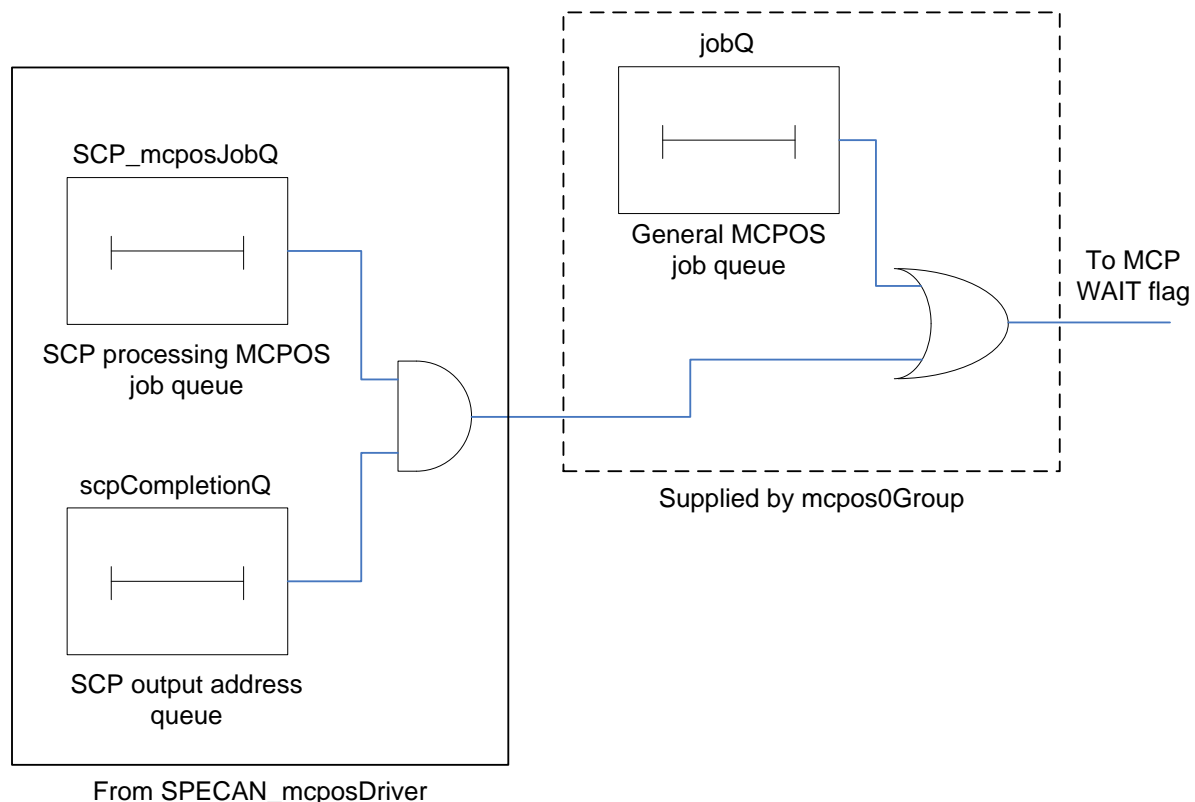 jobQ
SCP_mcposJobQ
General MCPOS
job queue
To MCP
WAIT flag
SCP processing MCPOS
job queue
scpCompletionQ
Supplied by mcpos0Group
SCP output address
queue
From SPECAN_mcposDriver